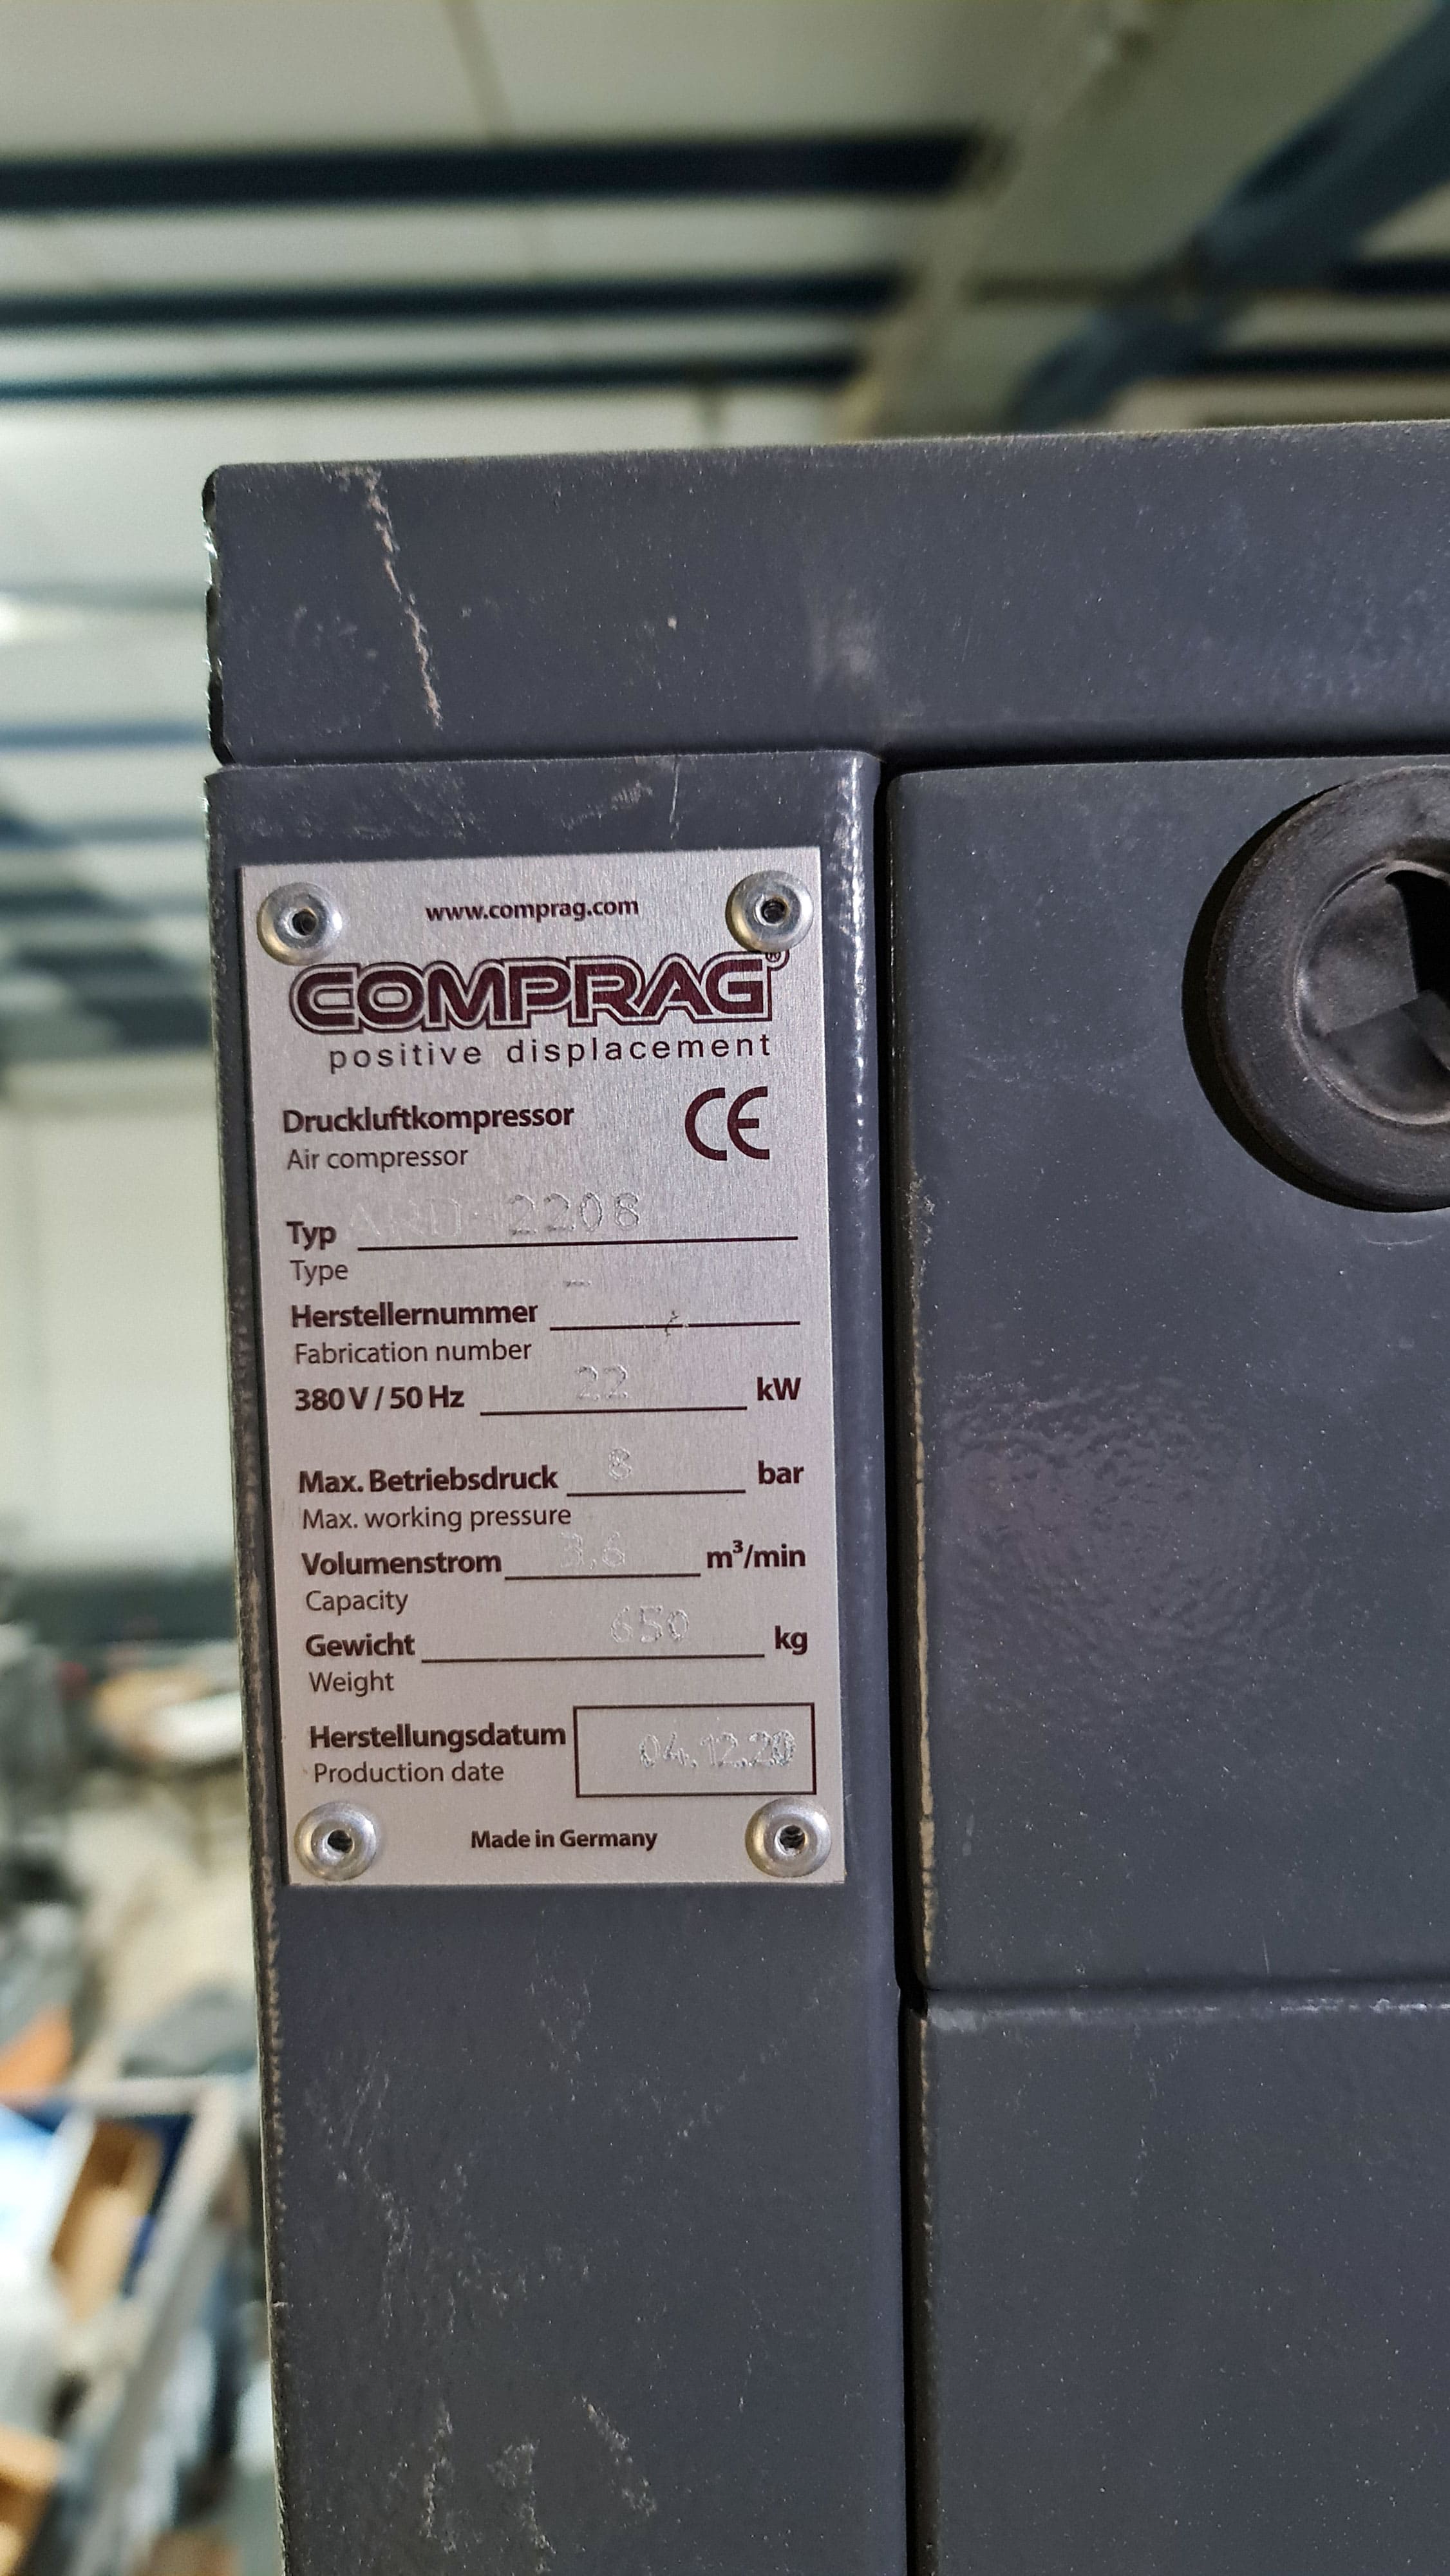 www.comprag.com
COMPRAG®
positive displacement
Druckluftkompressor CE
Air compressor
Typ ARD-2208
Type
Herstellernummer -
Fabrication number
380 V / 50 Hz 22 kW
Max. Betriebsdruck 8 bar
Max. working pressure
Volumenstrom 3,6 m³/min
Capacity
Gewicht 650 kg
Weight
Herstellungsdatum 04.12.20
Production date
Made in Germany